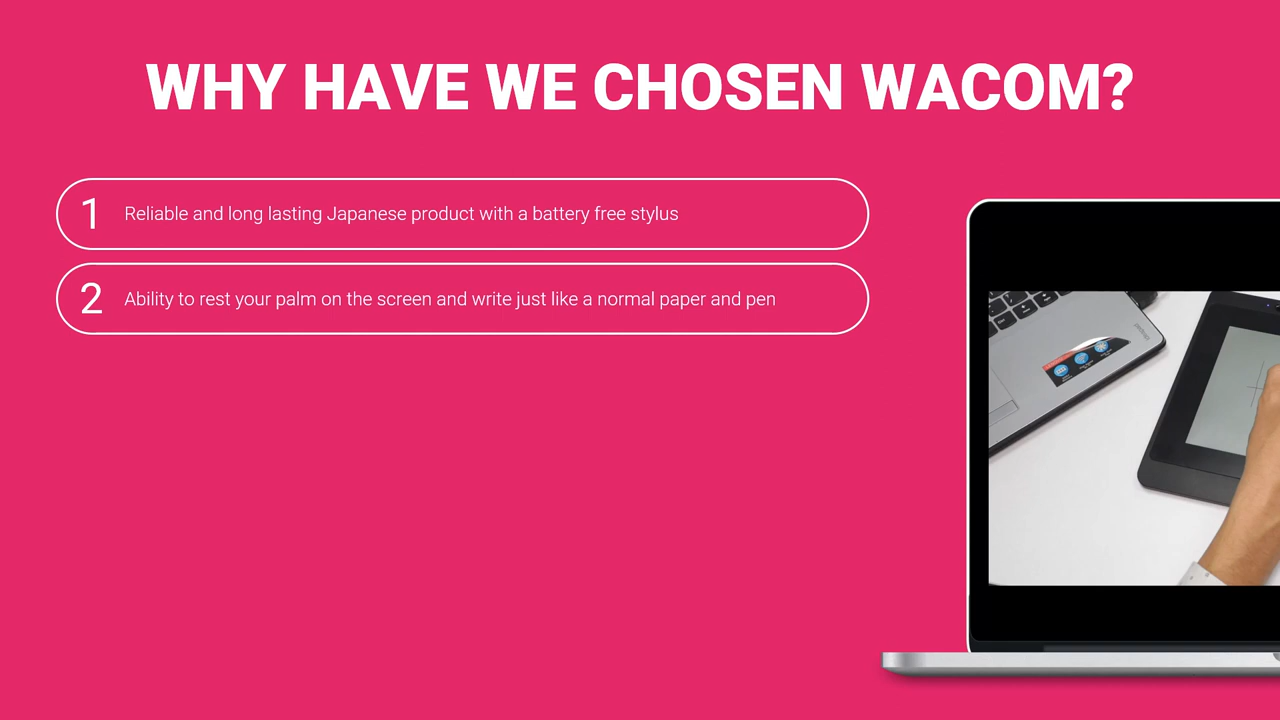 WHY HAVE WE CHOSEN WACOM?
1 Reliable and long lasting Japanese product with a battery free stylus
2 Ability to rest your palm on the screen and write just like a normal paper and pen